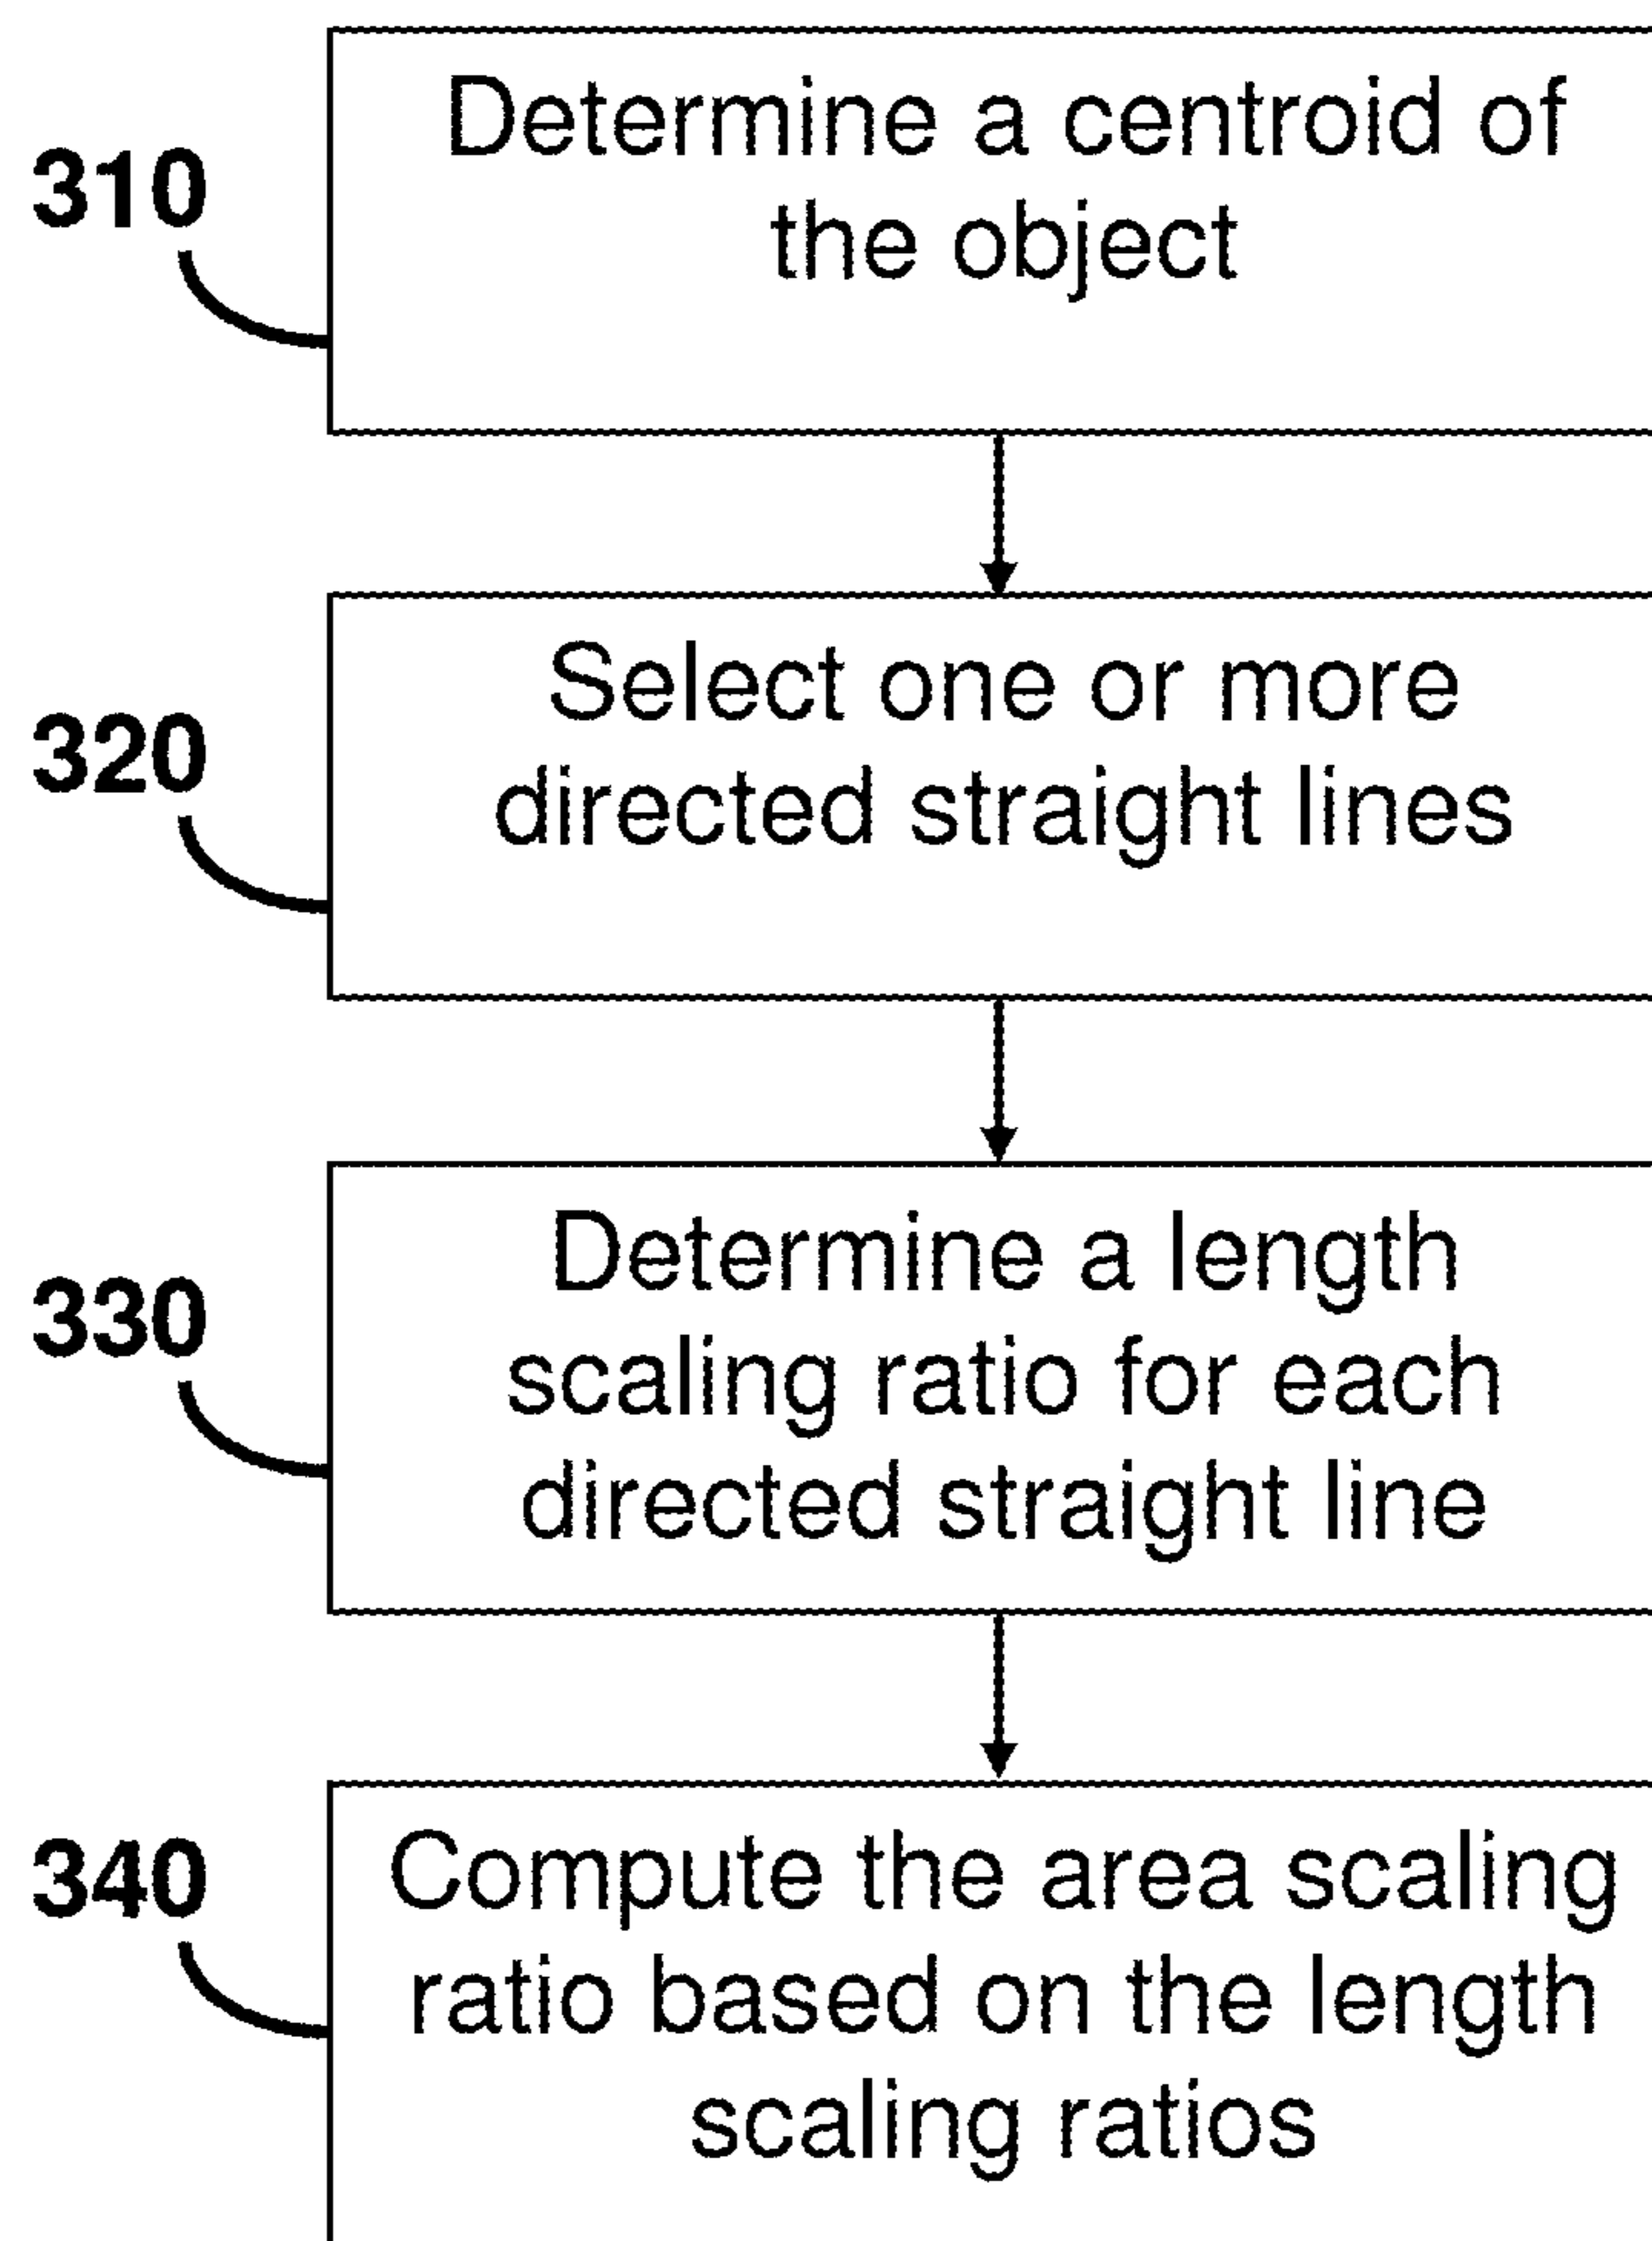 310
Determine a centroid of
the object
320
Select one or more
directed straight lines
330
Determine a length
scaling ratio for each
directed straight line
340
Compute the area scaling
ratio based on the length
scaling ratios